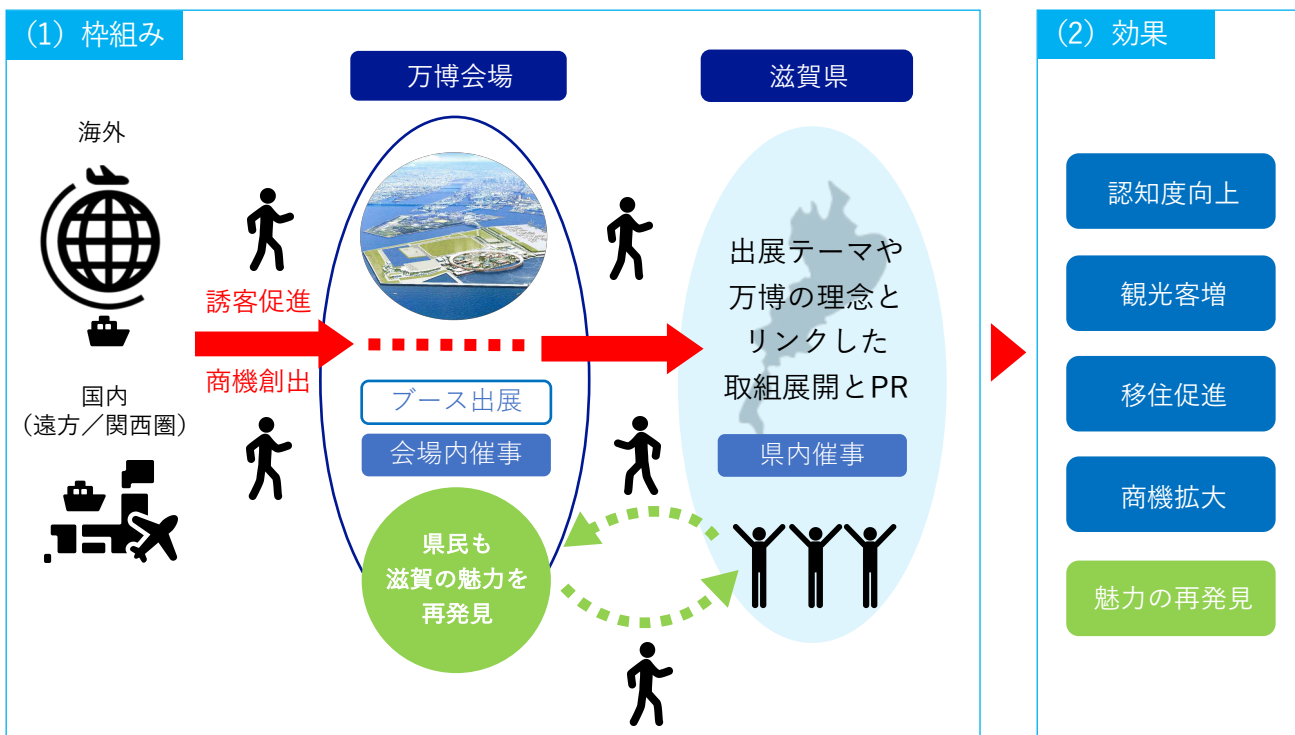 (1) 枠組み
万博会場
滋賀県
海外
誘客促進
商機創出
国内
(遠方／関西圏)
ブース出展
会場内催事
県民も
滋賀の魅力を
再発見
出展テーマや
万博の理念と
リンクした
取組展開とPR
県内催事
(2) 効果
認知度向上
観光客増
移住促進
商機拡大
魅力の再発見